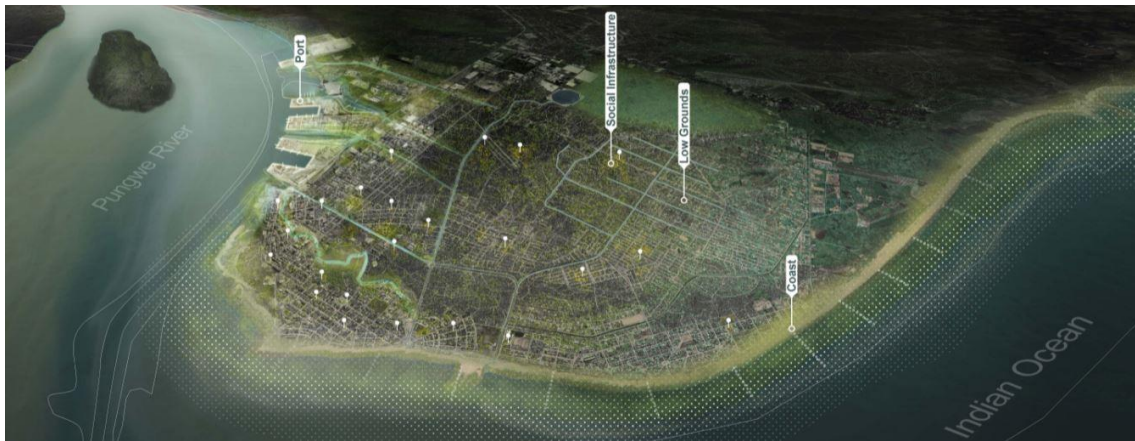 Port
Social Infrastructure
Low Grounds
Pungwe River
Coast
Indian Ocean